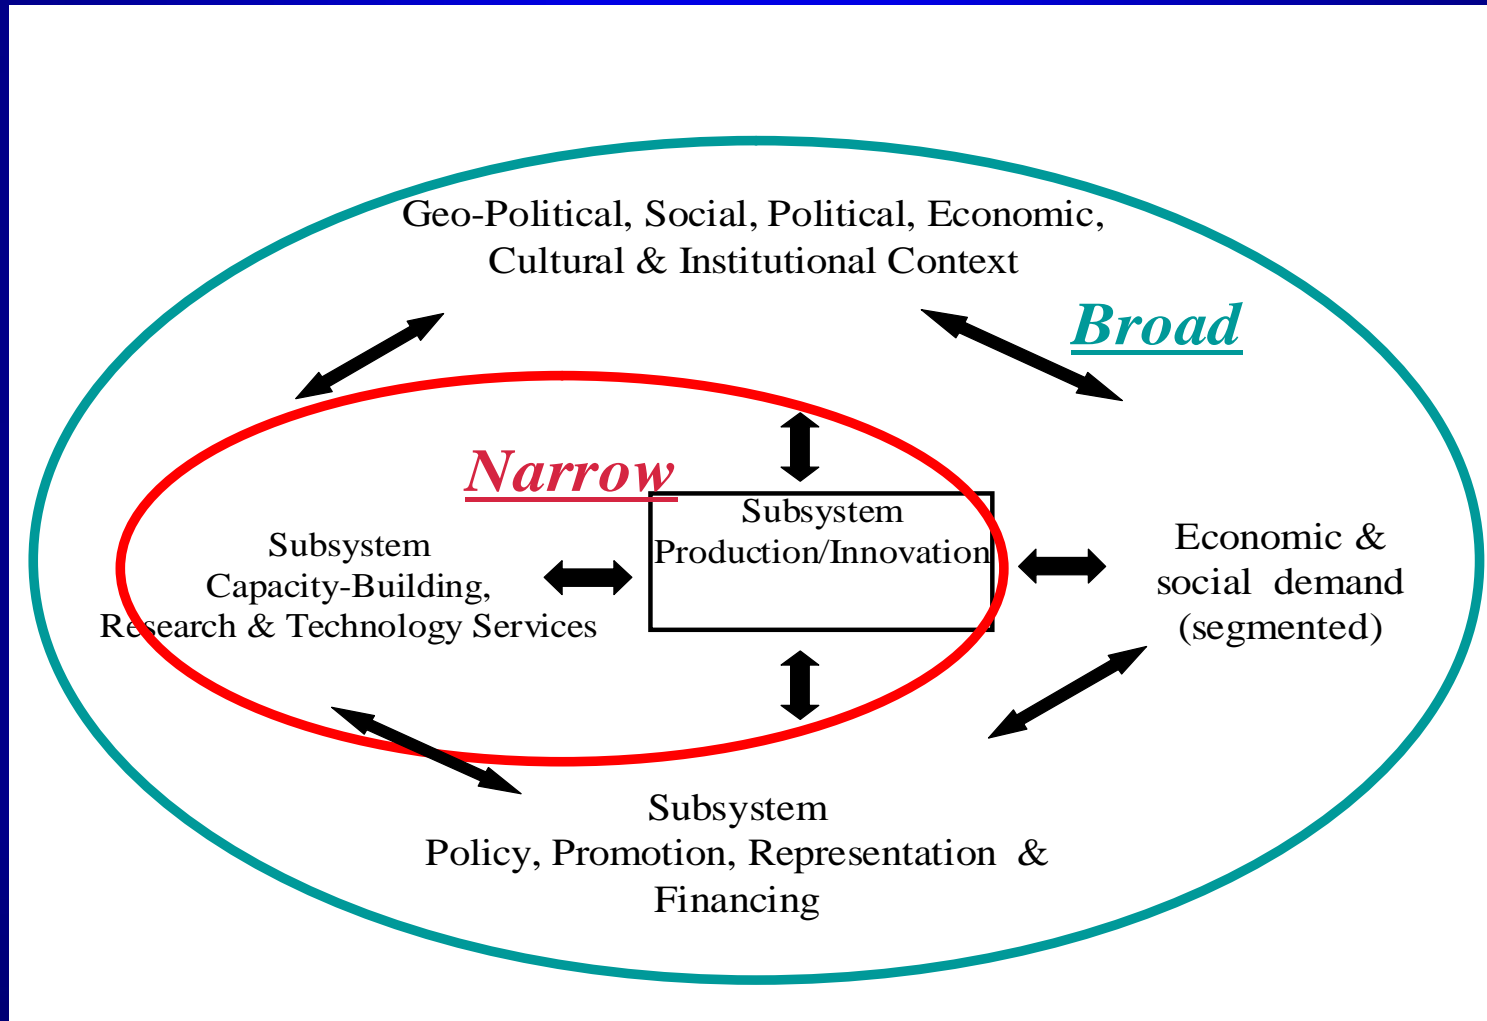 Geo-Political, Social, Political, Economic,
Cultural & Institutional Context
Broad
Narrow
Subsystem
Production/Innovation
Subsystem
Capacity-Building,
Research & Technology Services
Economic &
social demand
(segmented)
Subsystem
Policy, Promotion, Representation &
Financing